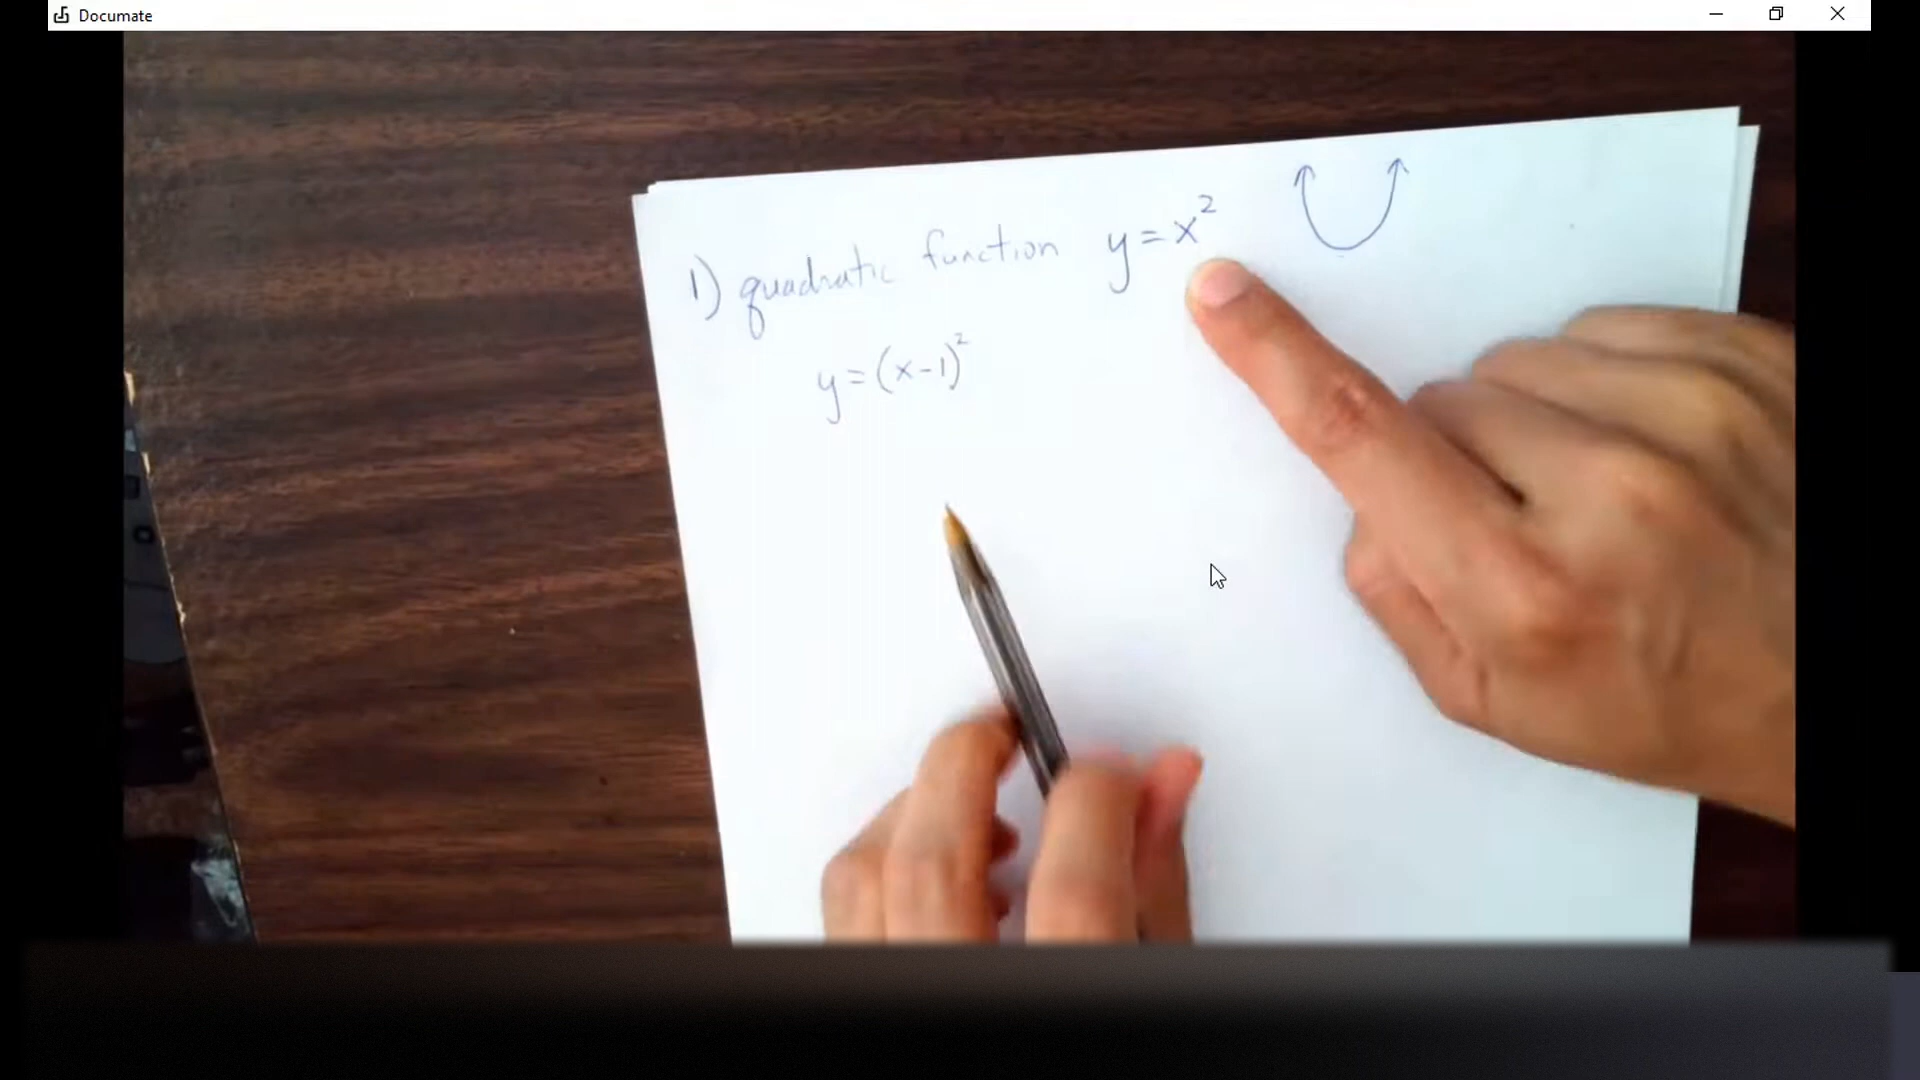 Documate
1) quadratic function y = x²
y = (x-1)²